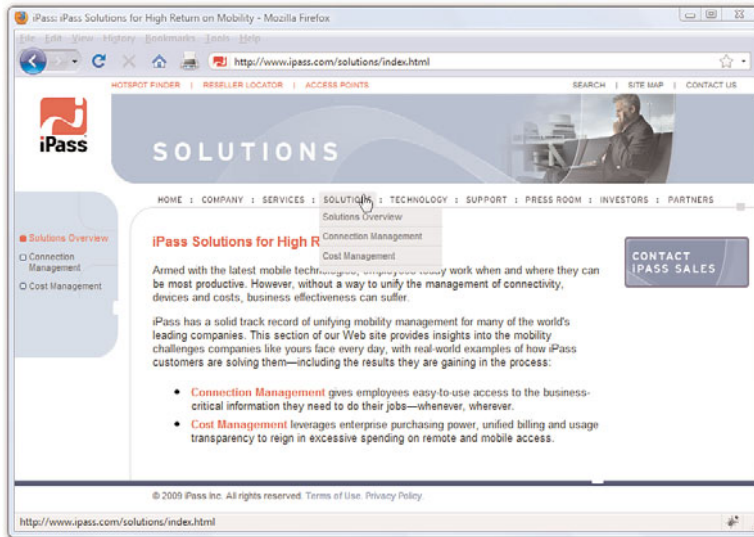 iPass: iPass Solutions for High Return on Mobility - Mozilla Firefox
File Edit View History Bookmarks Tools Help
http://www.ipass.com/solutions/index.html
HOTSPOT FINDER | RESELLER LOCATOR | ACCESS POINTS
SEARCH | SITE MAP | CONTACT US
iPass
SOLUTIONS
HOME : COMPANY : SERVICES : SOLUTIONS : TECHNOLOGY : SUPPORT : PRESS ROOM : INVESTORS : PARTNERS
Solutions Overview
Connection Management
Cost Management
Solutions Overview
Connection
Management
Cost Management
iPass Solutions for High R
CONTACT
iPASS SALES
Armed with the latest mobile technologies, employees today work when and where they can
be most productive. However, without a way to unify the management of connectivity,
devices and costs, business effectiveness can suffer.
iPass has a solid track record of unifying mobility management for many of the world's
leading companies. This section of our Web site provides insights into the mobility
challenges companies like yours face every day, with real-world examples of how iPass
customers are solving them—including the results they are gaining in the process:
• Connection Management gives employees easy-to-use access to the business-
critical information they need to do their jobs—whenever, wherever.
• Cost Management leverages enterprise purchasing power, unified billing and usage
transparency to reign in excessive spending on remote and mobile access.
© 2009 iPass Inc. All rights reserved. Terms of Use. Privacy Policy.
http://www.ipass.com/solutions/index.html